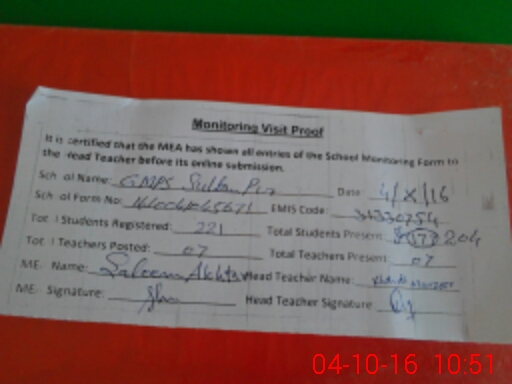 Monitoring Visit Proof
It is certified that the MEA has shown all entries of the School Monitoring Form to
the Head Teacher before its online submission.
School Name: GMPS Sultan Pur Date: 4/X/16
School Form No: EMIS Code:
Total Students Registered: 221 Total Students Present: 204
Total Teachers Posted: 07 Total Teachers Present: 07
MEA Name: Saleem Akhtar Head Teacher Name:
MEA Signature: Head Teacher Signature
04-10-16 10:51